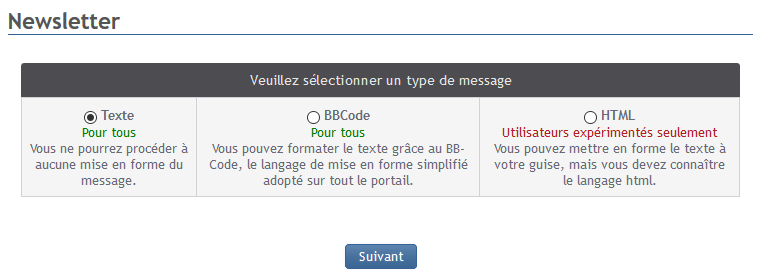 Newsletter
Veuillez sélectionner un type de message
Texte
Pour tous
Vous ne pourrez procéder à
aucune mise en forme du
message.
BBCode
Pour tous
Vous pouvez formater le texte grâce au BB-
Code, le langage de mise en forme simplifié
adopté sur tout le portail.
HTML
Utilisateurs expérimentés seulement
Vous pouvez mettre en forme le texte à
votre guise, mais vous devez connaître
le langage html.
Suivant